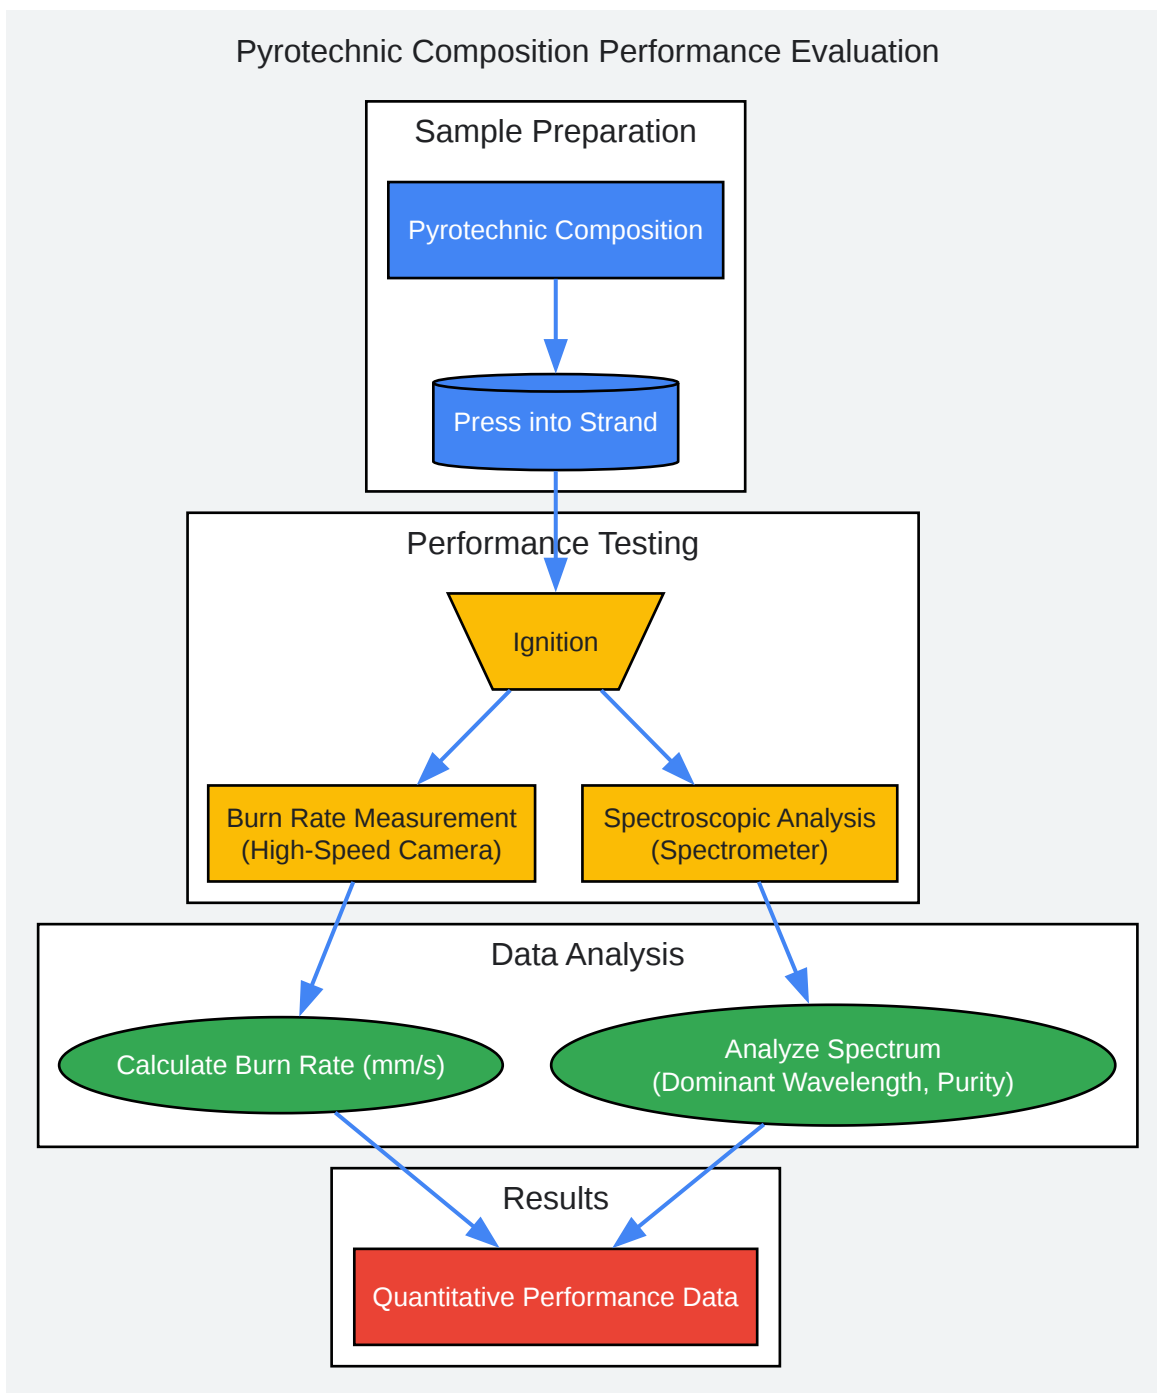 Pyrotechnic Composition Performance Evaluation
Sample Preparation
Pyrotechnic Composition
Press into Strand
Performance Testing
Ignition
Burn Rate Measurement
(High-Speed Camera)
Spectroscopic Analysis
(Spectrometer)
Data Analysis
Calculate Burn Rate (mm/s)
Analyze Spectrum
(Dominant Wavelength, Purity)
Results
Quantitative Performance Data